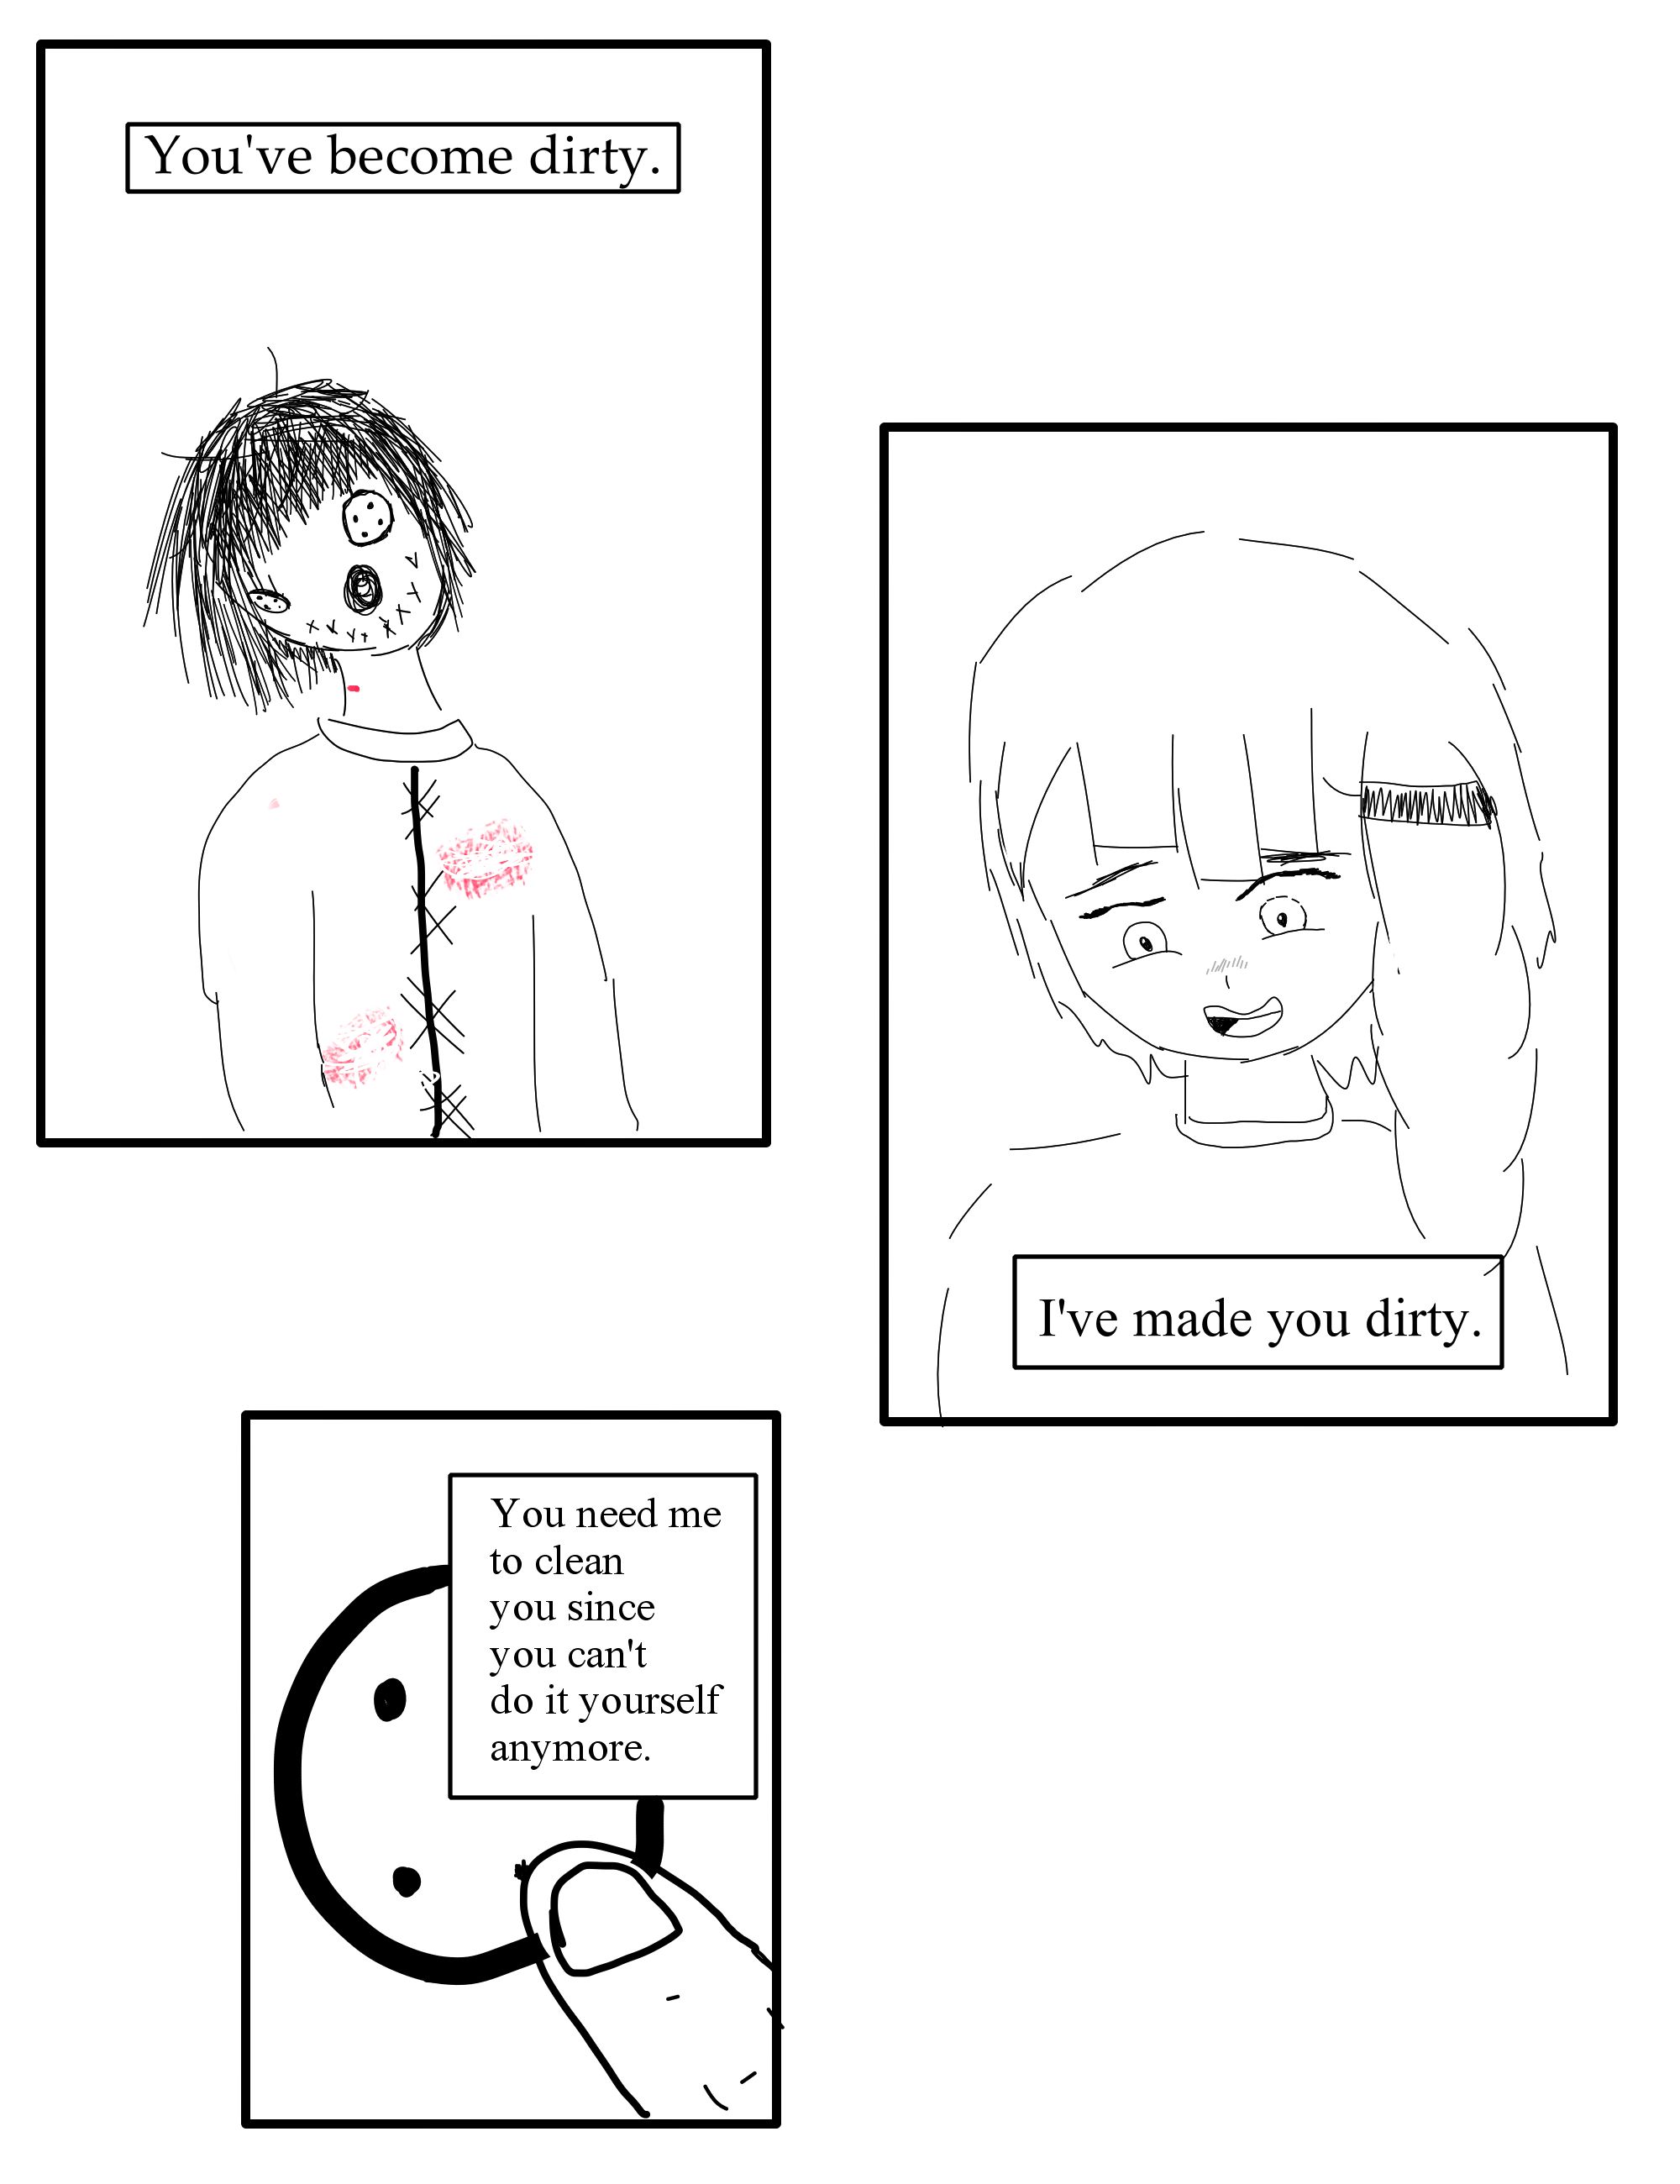 You've become dirty.
I've made you dirty.
You need me
to clean
you since
you can't
do it yourself
anymore.